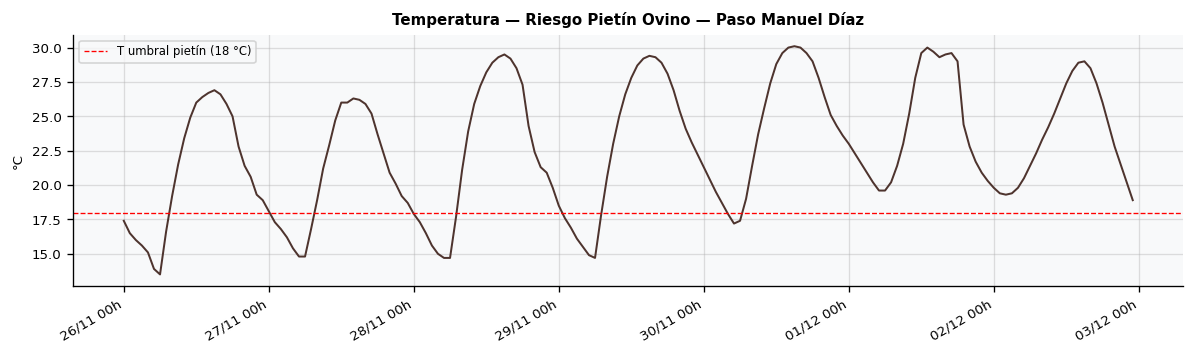 Temperatura — Riesgo Pietín Ovino — Paso Manuel Díaz
T umbral pietín (18 °C)
°C
30.0
27.5
25.0
22.5
20.0
17.5
15.0
26/11 00h
27/11 00h
28/11 00h
29/11 00h
30/11 00h
01/12 00h
02/12 00h
03/12 00h